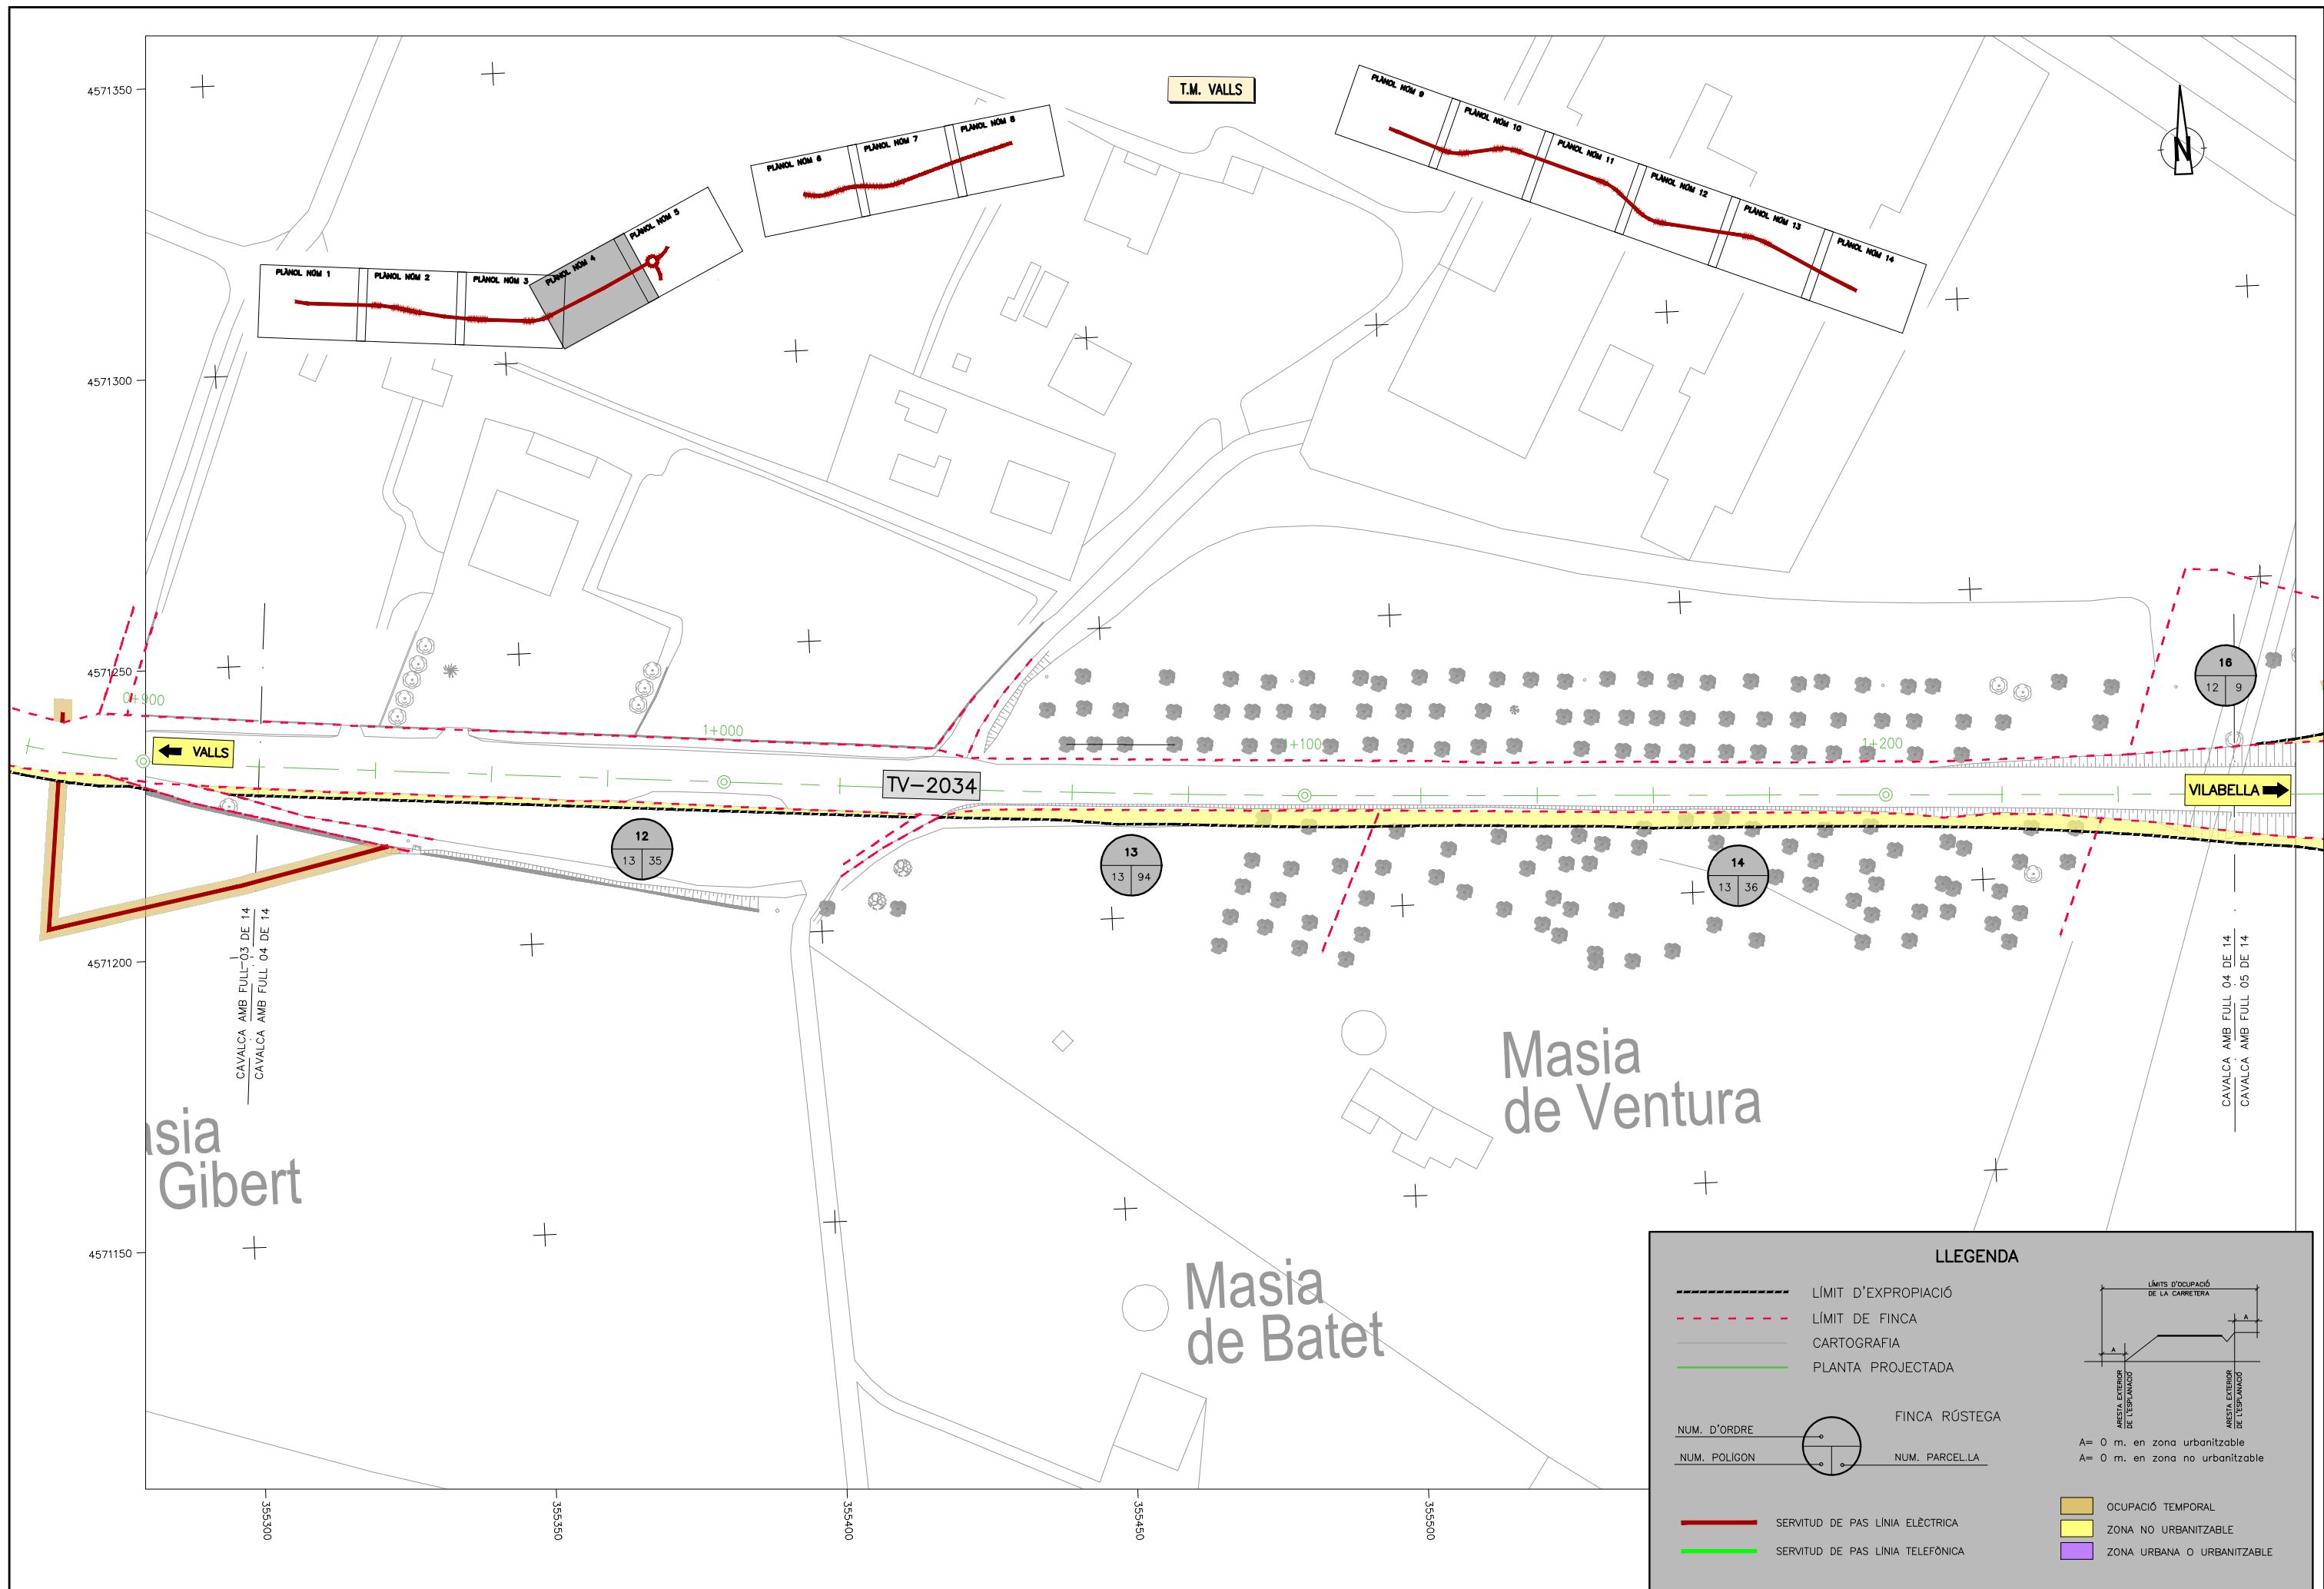 4571350
T.M. VALLS
PLÀNOL NÚM 9
PLÀNOL NÚM 10
PLÀNOL NÚM 11
PLÀNOL NÚM 12
PLÀNOL NÚM 13
PLÀNOL NÚM 14
N
PLÀNOL NÚM 6
PLÀNOL NÚM 7
PLÀNOL NÚM 8
PLÀNOL NÚM 1
PLÀNOL NÚM 2
PLÀNOL NÚM 3
PLÀNOL NÚM 4
PLÀNOL NÚM 5
4571300
4571250
0+900
1+000
1+100
1+200
16
12 9
VALLS
TV-2034
VILABELLA
12
13 35
13
13 94
14
13 36
4571200
CAVALCA AMB FULL 03 DE 14
CAVALCA AMB FULL 04 DE 14
CAVALCA AMB FULL 04 DE 14
CAVALCA AMB FULL 05 DE 14
Masia
de Ventura
asia
Gibert
4571150
Masia
de Batet
355300
355350
355400
355450
355500
LLEGENDA
LÍMIT D'EXPROPIACIÓ
LÍMIT DE FINCA
CARTOGRAFIA
PLANTA PROJECTADA
LÍMITS D'OCUPACIÓ
DE LA CARRETERA
A
A
ARESTA EXTERIOR
DE L'ESPLANACIÓ
ARESTA EXTERIOR
DE L'ESPLANACIÓ
FINCA RÚSTEGA
NUM. D'ORDRE
NUM. POLÍGON
NUM. PARCEL.LA
A= 0 m. en zona urbanitzable
A= 0 m. en zona no urbanitzable
SERVITUD DE PAS LÍNIA ELÈCTRICA
SERVITUD DE PAS LÍNIA TELEFÒNICA
OCUPACIÓ TEMPORAL
ZONA NO URBANITZABLE
ZONA URBANA O URBANITZABLE